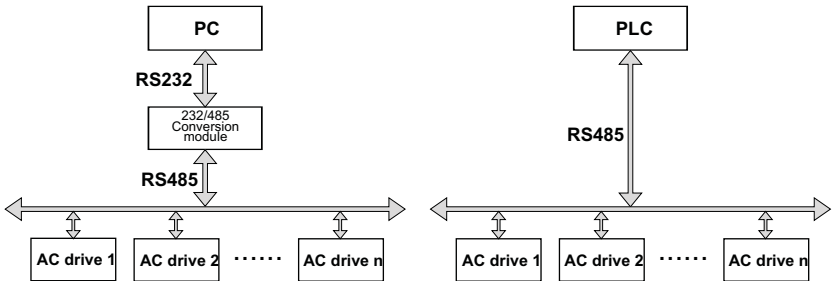 PC
RS232
232/485
Conversion
module
RS485
AC drive 1
AC drive 2
······
AC drive n
PLC
RS485
AC drive 1
AC drive 2
······
AC drive n